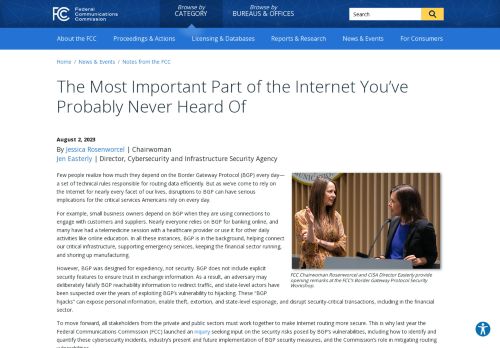 FCC Federal Communications Commission
Browse by CATEGORY
Browse by BUREAUS & OFFICES
Search
About the FCC
Proceedings & Actions
Licensing & Databases
Reports & Research
News & Events
For Consumers
Home / News & Events / Notes from the FCC
The Most Important Part of the Internet You've
Probably Never Heard Of
August 2, 2023
By Jessica Rosenworcel | Chairwoman
Jen Easterly | Director, Cybersecurity and Infrastructure Security Agency
Few people realize how much they depend on the Border Gateway Protocol (BGP) every day—
a set of technical rules responsible for routing data efficiently. But as we've come to rely on
the Internet for nearly every facet of our lives, disruptions to BGP can have serious
implications for the critical services Americans rely on every day.
For example, small business owners depend on BGP when they are using connections to
engage with customers and suppliers. Nearly everyone relies on BGP for banking online, and
many have had a telemedicine session with a healthcare provider or use it for other daily
activities like online education. In all these instances, BGP is in the background, helping connect
our critical infrastructure, supporting emergency services, keeping the financial sector running,
and shoring up manufacturing.
FCC Chairwoman Rosenworcel and CISA Director Easterly provide
opening remarks at the FCC's Border Gateway Protocol Security
Workshop.
However, BGP was designed for expediency, not security. BGP does not include explicit
security features to ensure trust in exchange information. As a result, an adversary may
deliberately falsify BGP reachability information to redirect traffic, and state-level actors have
been suspected over the years of exploiting BGP's vulnerability to hijacking. These "BGP
hijacks" can expose personal information, enable theft, extortion, and state-level espionage, and disrupt security-critical transactions, including in the financial
sector.
To move forward, all stakeholders from the private and public sectors must work together to make internet routing more secure. This is why last year the
Federal Communications Commission (FCC) launched an inquiry seeking input on the security risks posed by BGP's vulnerabilities, including how to identify and
quantify these cybersecurity incidents, industry's present and future implementation of BGP security measures, and the Commission's role in mitigating routing